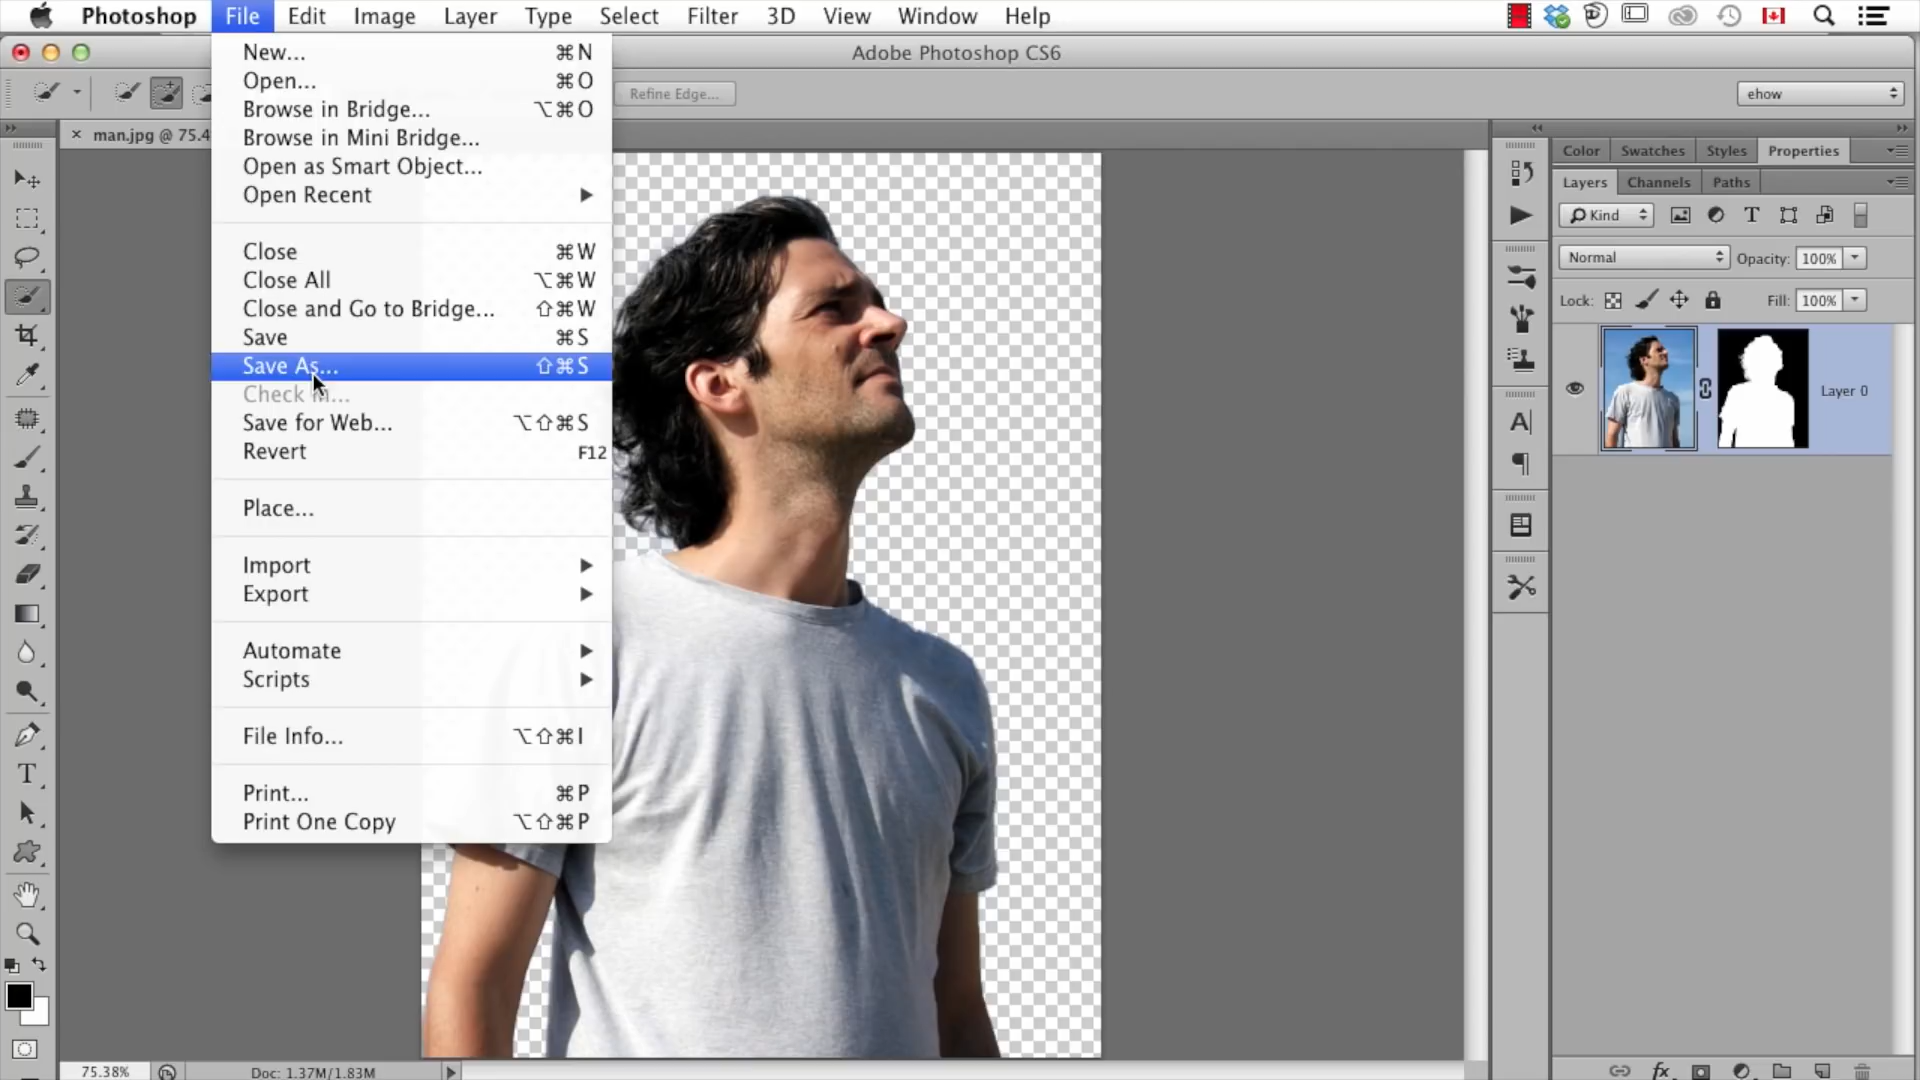 Photoshop File Edit Image Layer Type Select Filter 3D View Window Help
Adobe Photoshop CS6
Refine Edge...
ehow
× man.jpg @ 75.4
New... ⌘N
Open... ⌘O
Browse in Bridge... ⌥⌘O
Browse in Mini Bridge...
Open as Smart Object...
Open Recent ▶
Close ⌘W
Close All ⌥⌘W
Close and Go to Bridge... ⇧⌘W
Save ⌘S
Save As... ⇧⌘S
Check In...
Save for Web... ⌥⇧⌘S
Revert F12
Place...
Import ▶
Export ▶
Automate ▶
Scripts ▶
File Info... ⌥⇧⌘I
Print... ⌘P
Print One Copy ⌥⇧⌘P
Color Swatches Styles Properties
Layers Channels Paths
Kind
Normal Opacity: 100%
Lock: Fill: 100%
Layer 0
75.38% Doc: 1.37M/1.83M